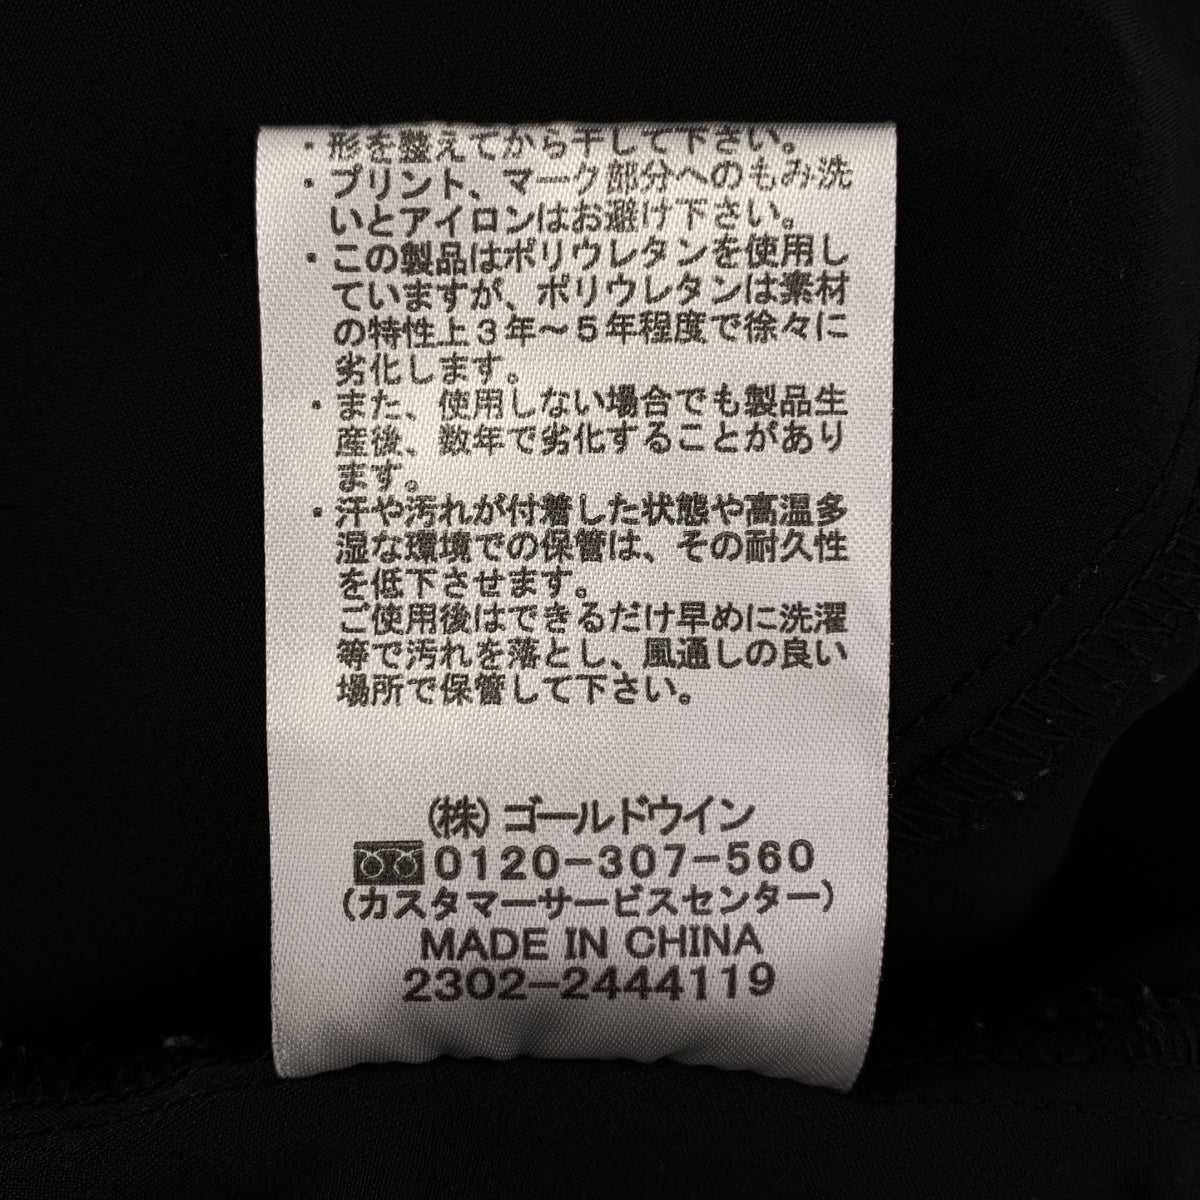 ・形を整えてから干して下さい。
・プリント、マーク部分へのもみ洗
いとアイロンはお避け下さい。
・この製品はポリウレタンを使用し
ていますが、ポリウレタンは素材
の特性上3年～5年程度で徐々に
劣化します。
・また、使用しない場合でも製品生
産後、数年で劣化することがあり
ます。
・汗や汚れが付着した状態や高温多
湿な環境での保管は、その耐久性
を低下させます。
ご使用後はできるだけ早めに洗濯
等で汚れを落とし、風通しの良い
場所で保管して下さい。
(株)ゴールドウイン
0120-307-560
(カスタマーサービスセンター)
MADE IN CHINA
2302-2444119